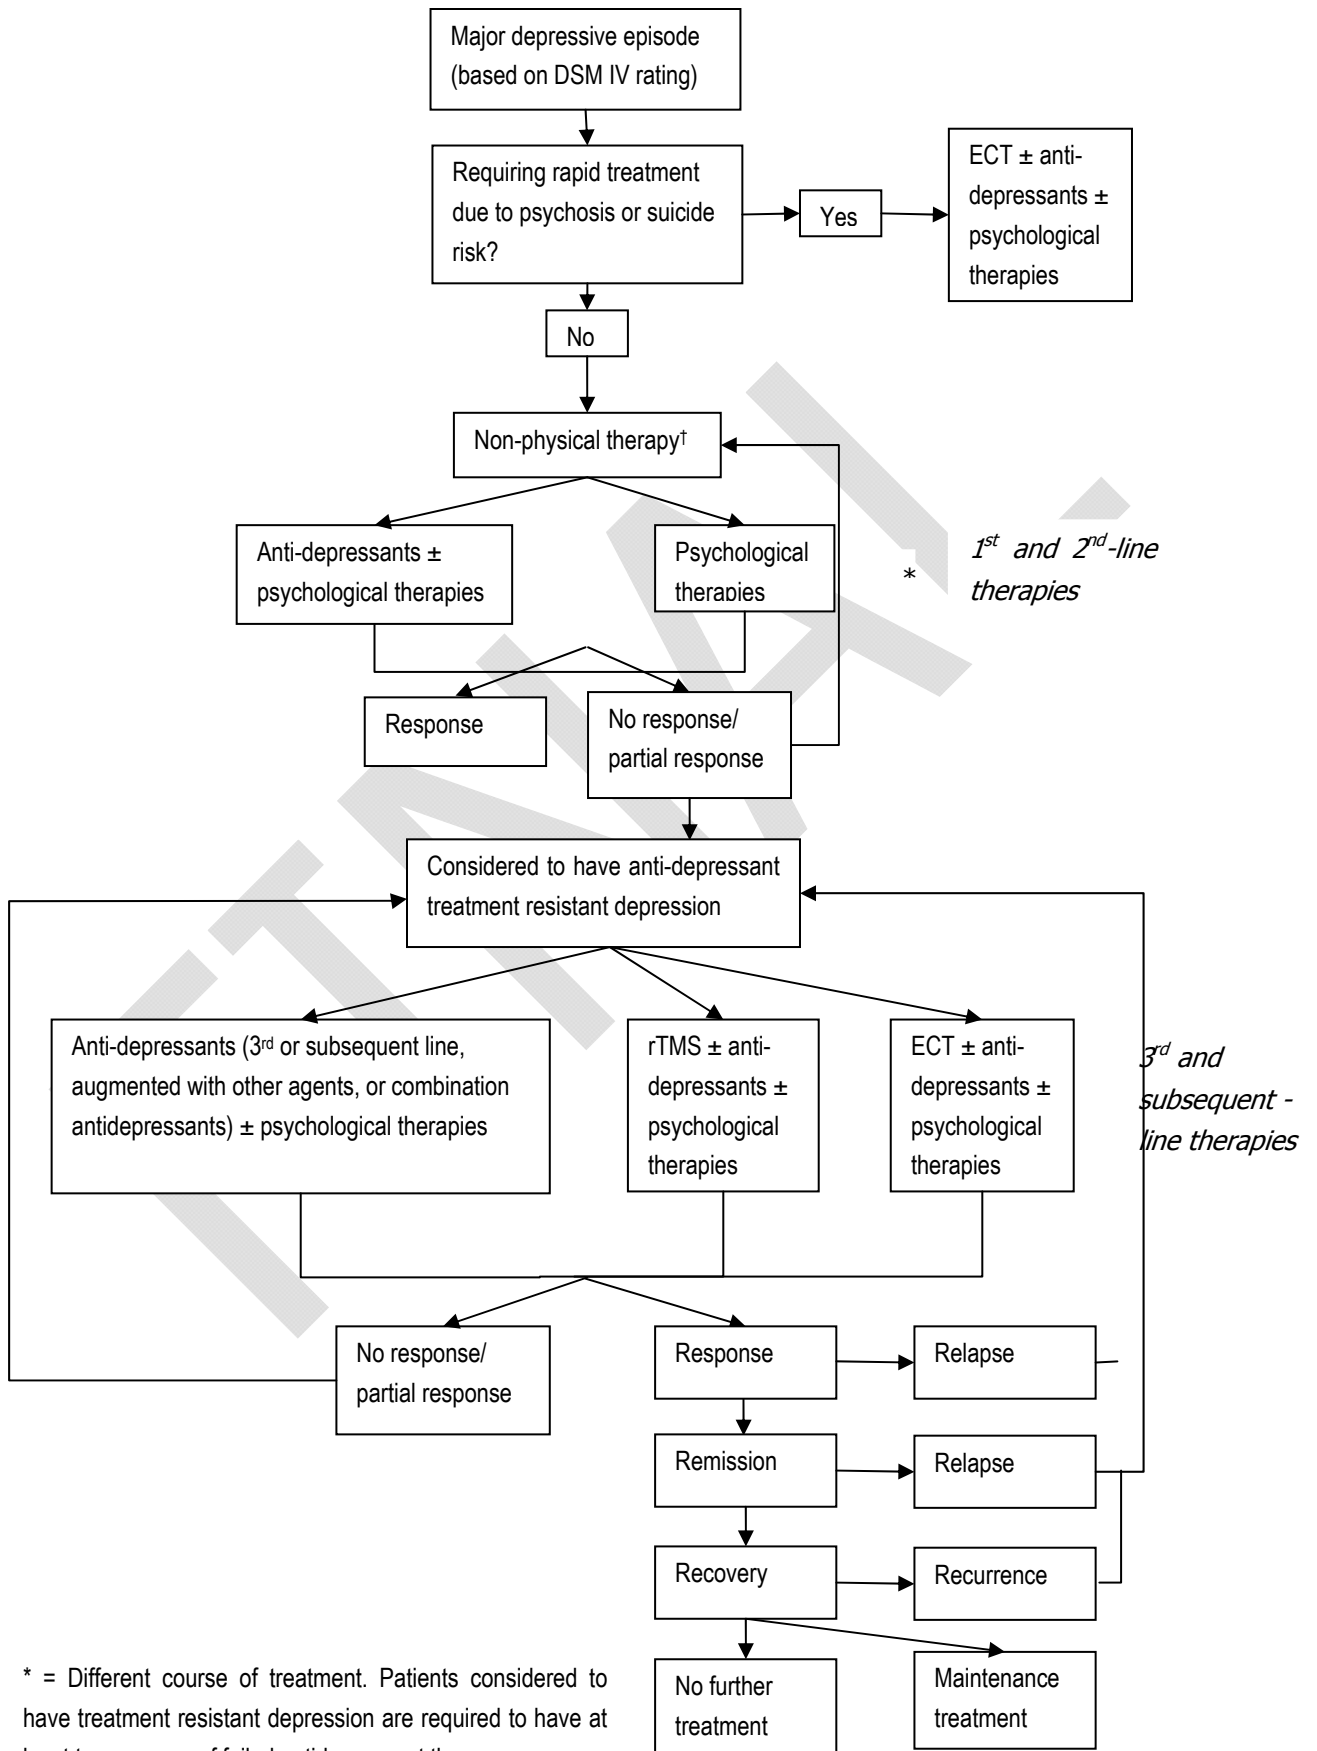 Major depressive episode
(based on DSM IV rating)
Requiring rapid treatment
due to psychosis or suicide
risk?
Yes
ECT ± anti-
depressants ±
psychological
therapies
No
Non-physical therapy†
Anti-depressants ±
psychological therapies
Psychological
therapies
*
1st and 2nd-line
therapies
Response
No response/
partial response
Considered to have anti-depressant
treatment resistant depression
Anti-depressants (3rd or subsequent line,
augmented with other agents, or combination
antidepressants) ± psychological therapies
rTMS ± anti-
depressants ±
psychological
therapies
ECT ± anti-
depressants ±
psychological
therapies
3rd and
subsequent -
line therapies
No response/
partial response
Response
Relapse
Remission
Relapse
Recovery
Recurrence
No further
treatment
Maintenance
treatment
* = Different course of treatment. Patients considered to
have treatment resistant depression are required to have at